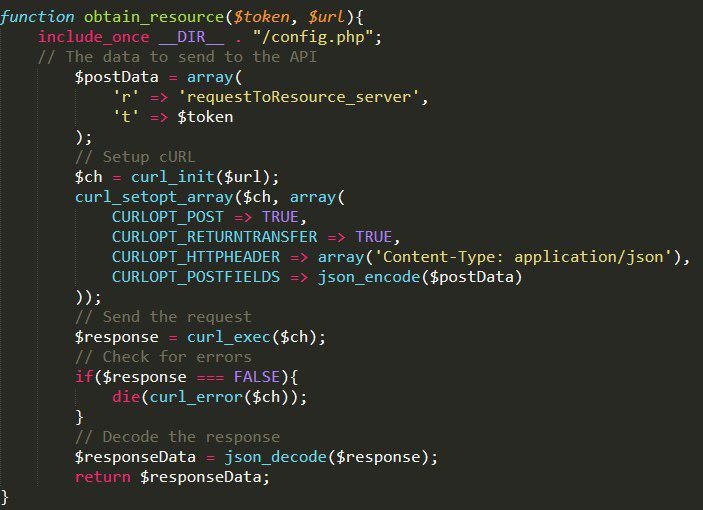 function obtain_resource($token, $url){
    include_once __DIR__ . "/config.php";
    // The data to send to the API
        $postData = array(
            'r' => 'requestToResource_server',
            't' => $token
        );
        // Setup cURL
        $ch = curl_init($url);
        curl_setopt_array($ch, array(
            CURLOPT_POST => TRUE,
            CURLOPT_RETURNTRANSFER => TRUE,
            CURLOPT_HTTPHEADER => array('Content-Type: application/json'),
            CURLOPT_POSTFIELDS => json_encode($postData)
        ));
        // Send the request
        $response = curl_exec($ch);
        // Check for errors
        if($response === FALSE){
            die(curl_error($ch));
        }
        // Decode the response
        $responseData = json_decode($response);
        return $responseData;
}